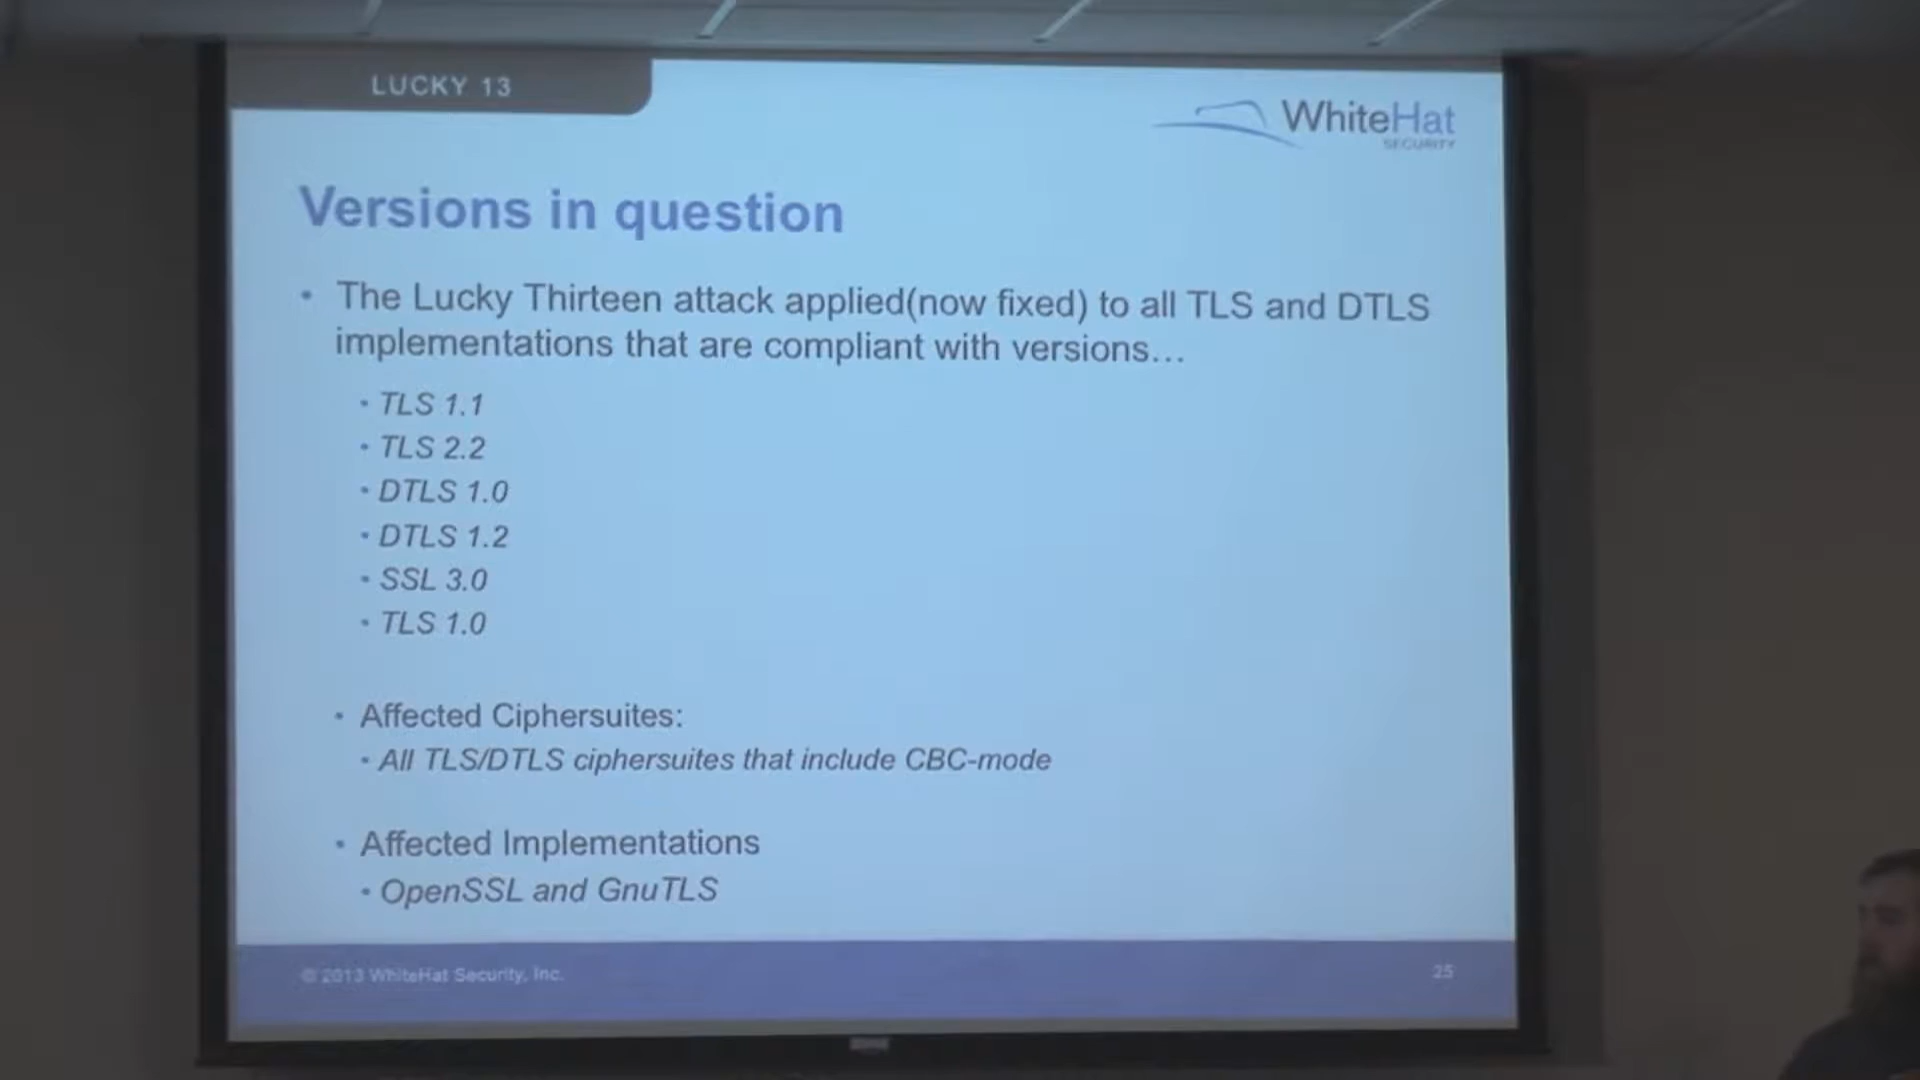 LUCKY 13
WhiteHat
SECURITY
Versions in question
• The Lucky Thirteen attack applied(now fixed) to all TLS and DTLS
implementations that are compliant with versions...
• TLS 1.1
• TLS 2.2
• DTLS 1.0
• DTLS 1.2
• SSL 3.0
• TLS 1.0
• Affected Ciphersuites:
• All TLS/DTLS ciphersuites that include CBC-mode
• Affected Implementations
• OpenSSL and GnuTLS
© 2013 WhiteHat Security, Inc.
25